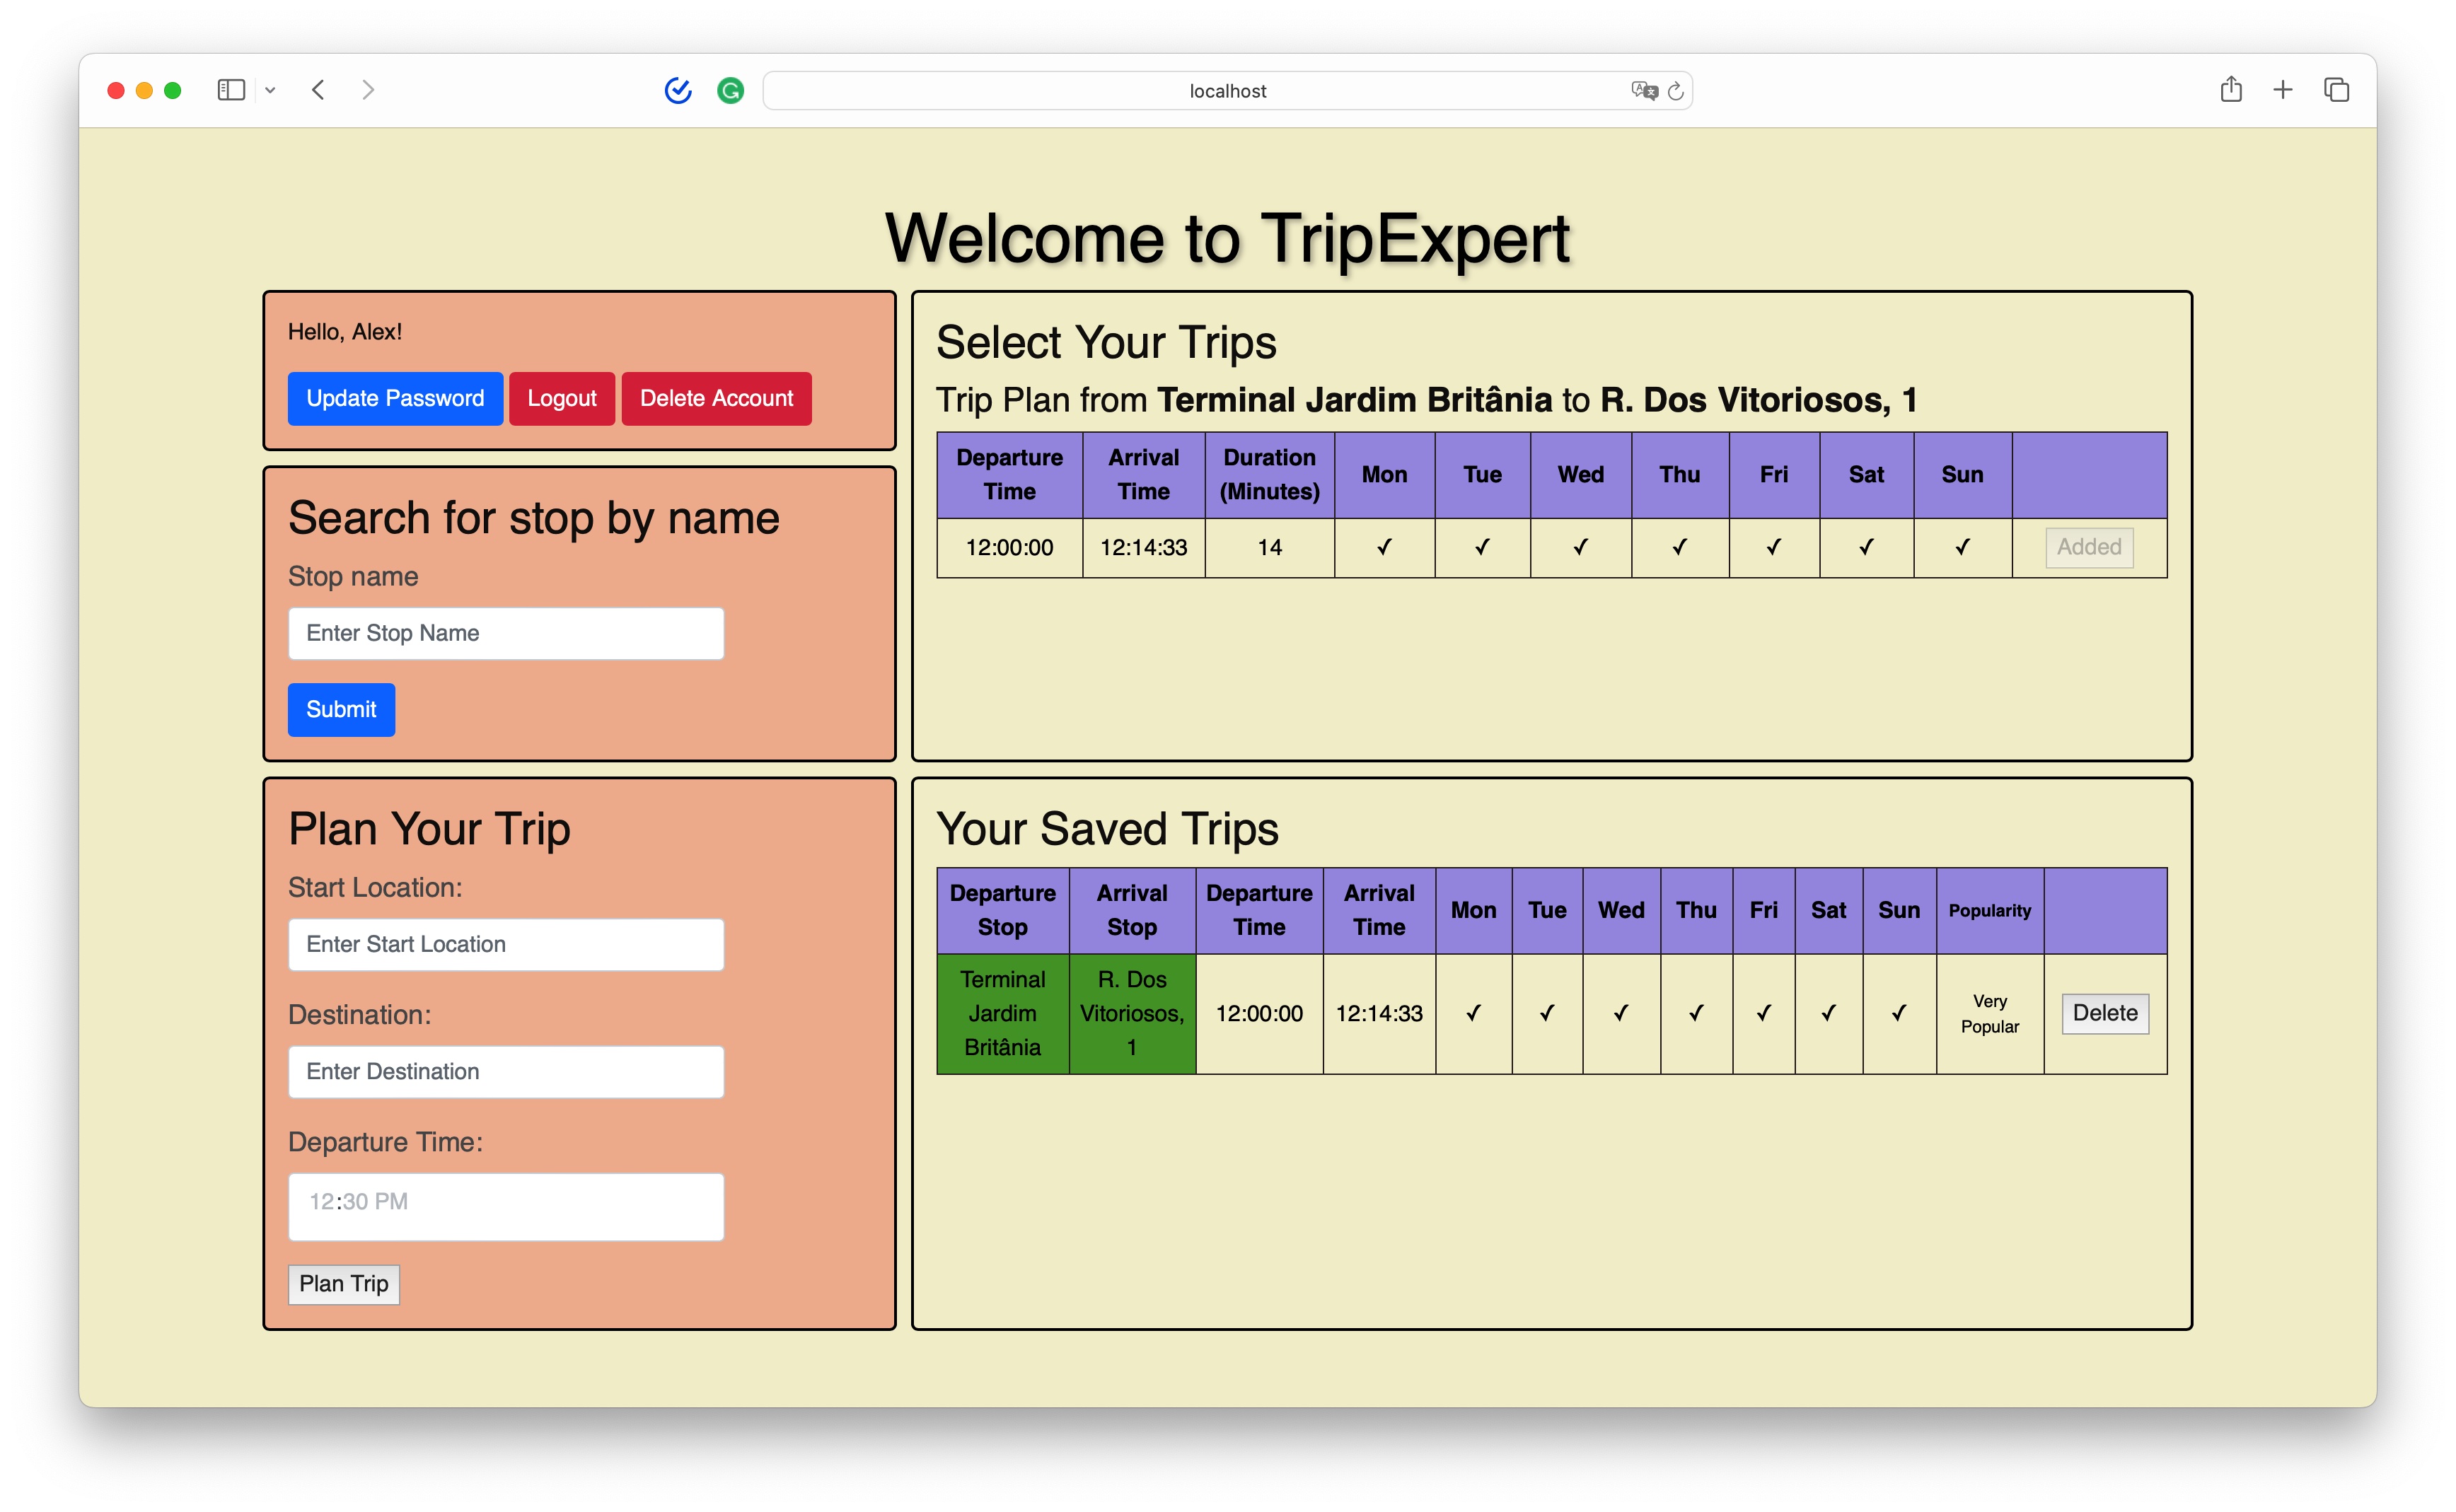 localhost
Welcome to TripExpert
Hello, Alex!
Update Password Logout Delete Account
Search for stop by name
Stop name
Enter Stop Name
Submit
Plan Your Trip
Start Location:
Enter Start Location
Destination:
Enter Destination
Departure Time:
12:30 PM
Plan Trip
Select Your Trips
Trip Plan from Terminal Jardim Britânia to R. Dos Vitoriosos, 1
Departure Time Arrival Time Duration (Minutes) Mon Tue Wed Thu Fri Sat Sun
12:00:00 12:14:33 14 ✓ ✓ ✓ ✓ ✓ ✓ ✓ Added
Your Saved Trips
Departure Stop Arrival Stop Departure Time Arrival Time Mon Tue Wed Thu Fri Sat Sun Popularity
Terminal Jardim Britânia R. Dos Vitoriosos, 1 12:00:00 12:14:33 ✓ ✓ ✓ ✓ ✓ ✓ ✓ Very Popular Delete